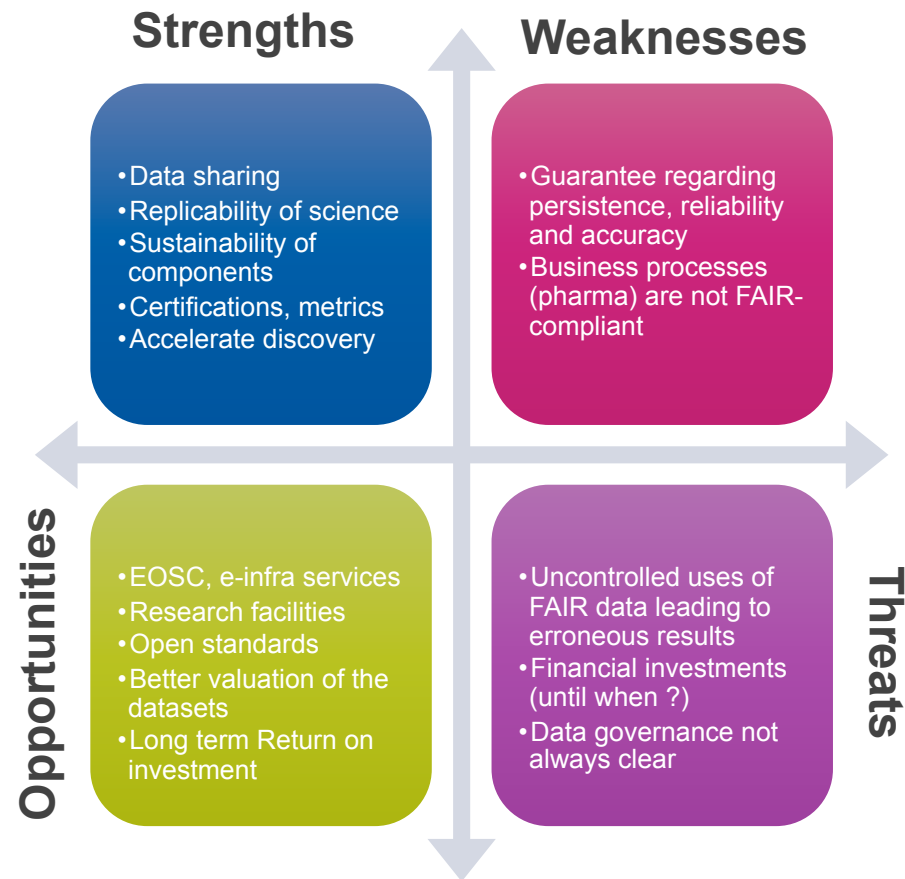 Strengths
Weaknesses
•Data sharing
•Replicability of science
•Sustainability of
components
•Certifications, metrics
•Accelerate discovery
•Guarantee regarding
persistence, reliability
and accuracy
•Business processes
(pharma) are not FAIR-
compliant
Opportunities
•EOSC, e-infra services
•Research facilities
•Open standards
•Better valuation of the
datasets
•Long term Return on
investment
•Uncontrolled uses of
FAIR data leading to
erroneous results
•Financial investments
(until when ?)
•Data governance not
always clear
Threats